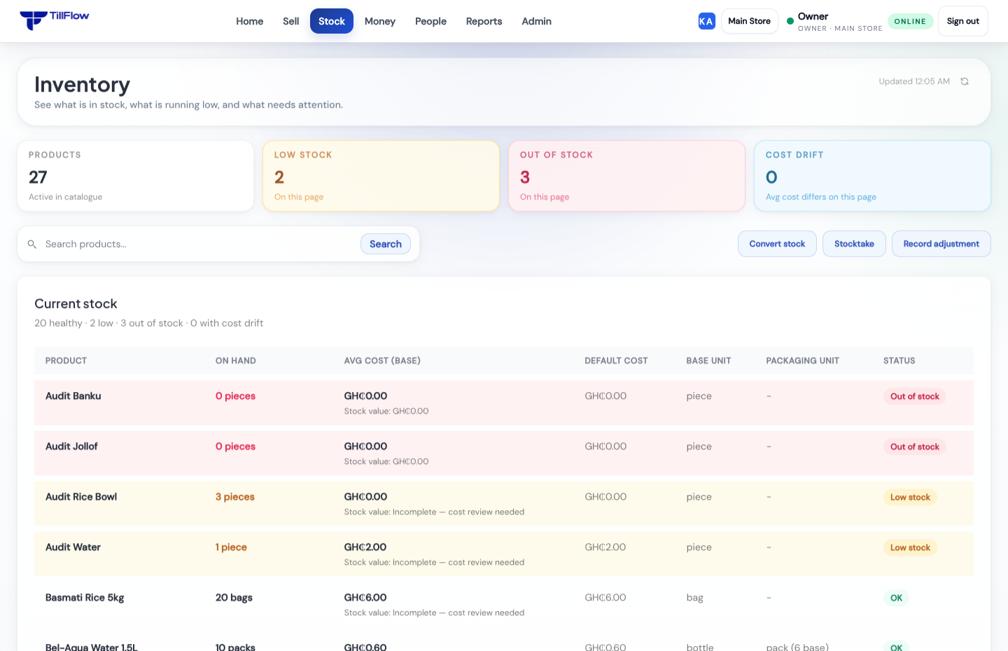 TillFlow
Home Sell Stock Money People Reports Admin
KA Main Store Owner OWNER · MAIN STORE ONLINE Sign out
Inventory
See what is in stock, what is running low, and what needs attention.
Updated 12:05 AM
PRODUCTS
27
Active in catalogue
LOW STOCK
2
On this page
OUT OF STOCK
3
On this page
COST DRIFT
0
Avg cost differs on this page
Search products... Search
Convert stock Stocktake Record adjustment
Current stock
20 healthy · 2 low · 3 out of stock · 0 with cost drift
PRODUCT ON HAND AVG COST (BASE) DEFAULT COST BASE UNIT PACKAGING UNIT STATUS
Audit Banku 0 pieces GH₵0.00 GH₵0.00 piece - Out of stock
Stock value: GH₵0.00
Audit Jollof 0 pieces GH₵0.00 GH₵0.00 piece - Out of stock
Stock value: GH₵0.00
Audit Rice Bowl 3 pieces GH₵0.00 GH₵0.00 piece - Low stock
Stock value: Incomplete — cost review needed
Audit Water 1 piece GH₵2.00 GH₵2.00 piece - Low stock
Stock value: Incomplete — cost review needed
Basmati Rice 5kg 20 bags GH₵6.00 GH₵6.00 bag - OK
Stock value: Incomplete — cost review needed
Bel-Aqua Water 1.5L 10 packs GH₵0.60 GH₵0.60 bottle pack (6 base) OK